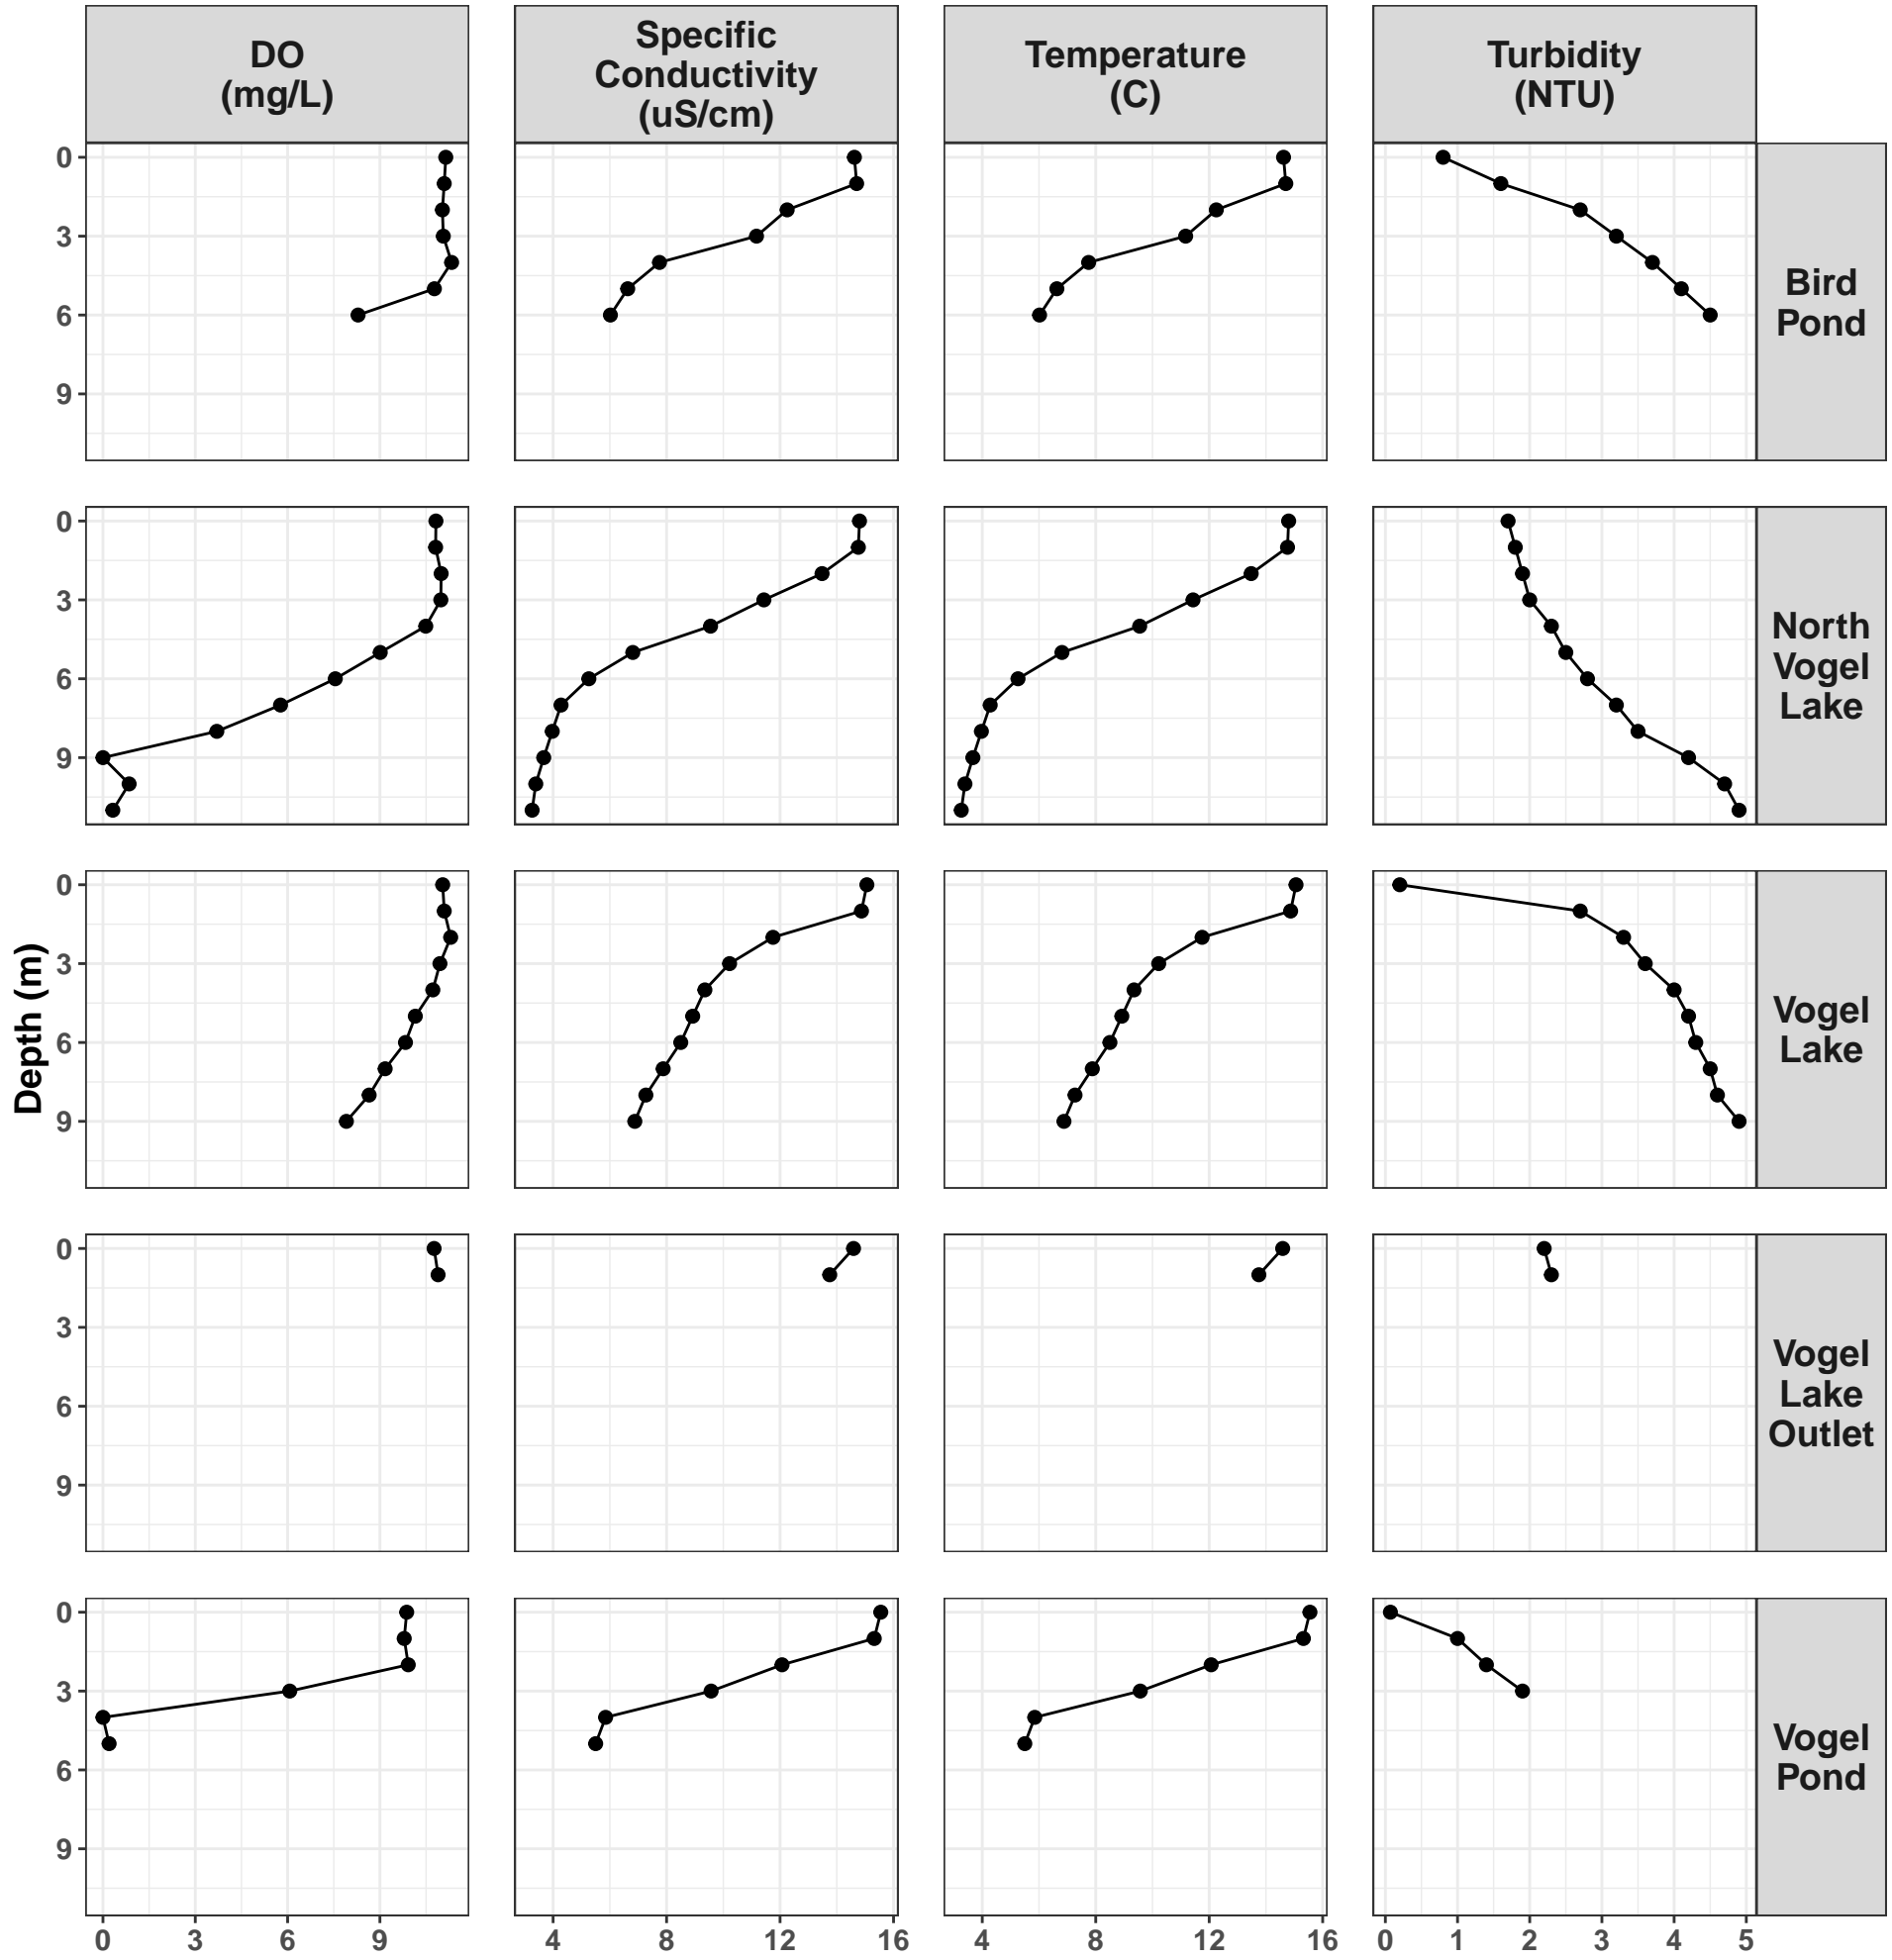 DO
(mg/L)
Specific
Conductivity
(uS/cm)
Temperature
(C)
Turbidity
(NTU)
0
3
6
9
Bird
Pond
0
3
6
9
North
Vogel
Lake
Depth (m)
0
3
6
9
Vogel
Lake
0
3
6
9
Vogel
Lake
Outlet
0
3
6
9
Vogel
Pond
0 3 6 9
4 8 12 16
4 8 12 16
0 1 2 3 4 5